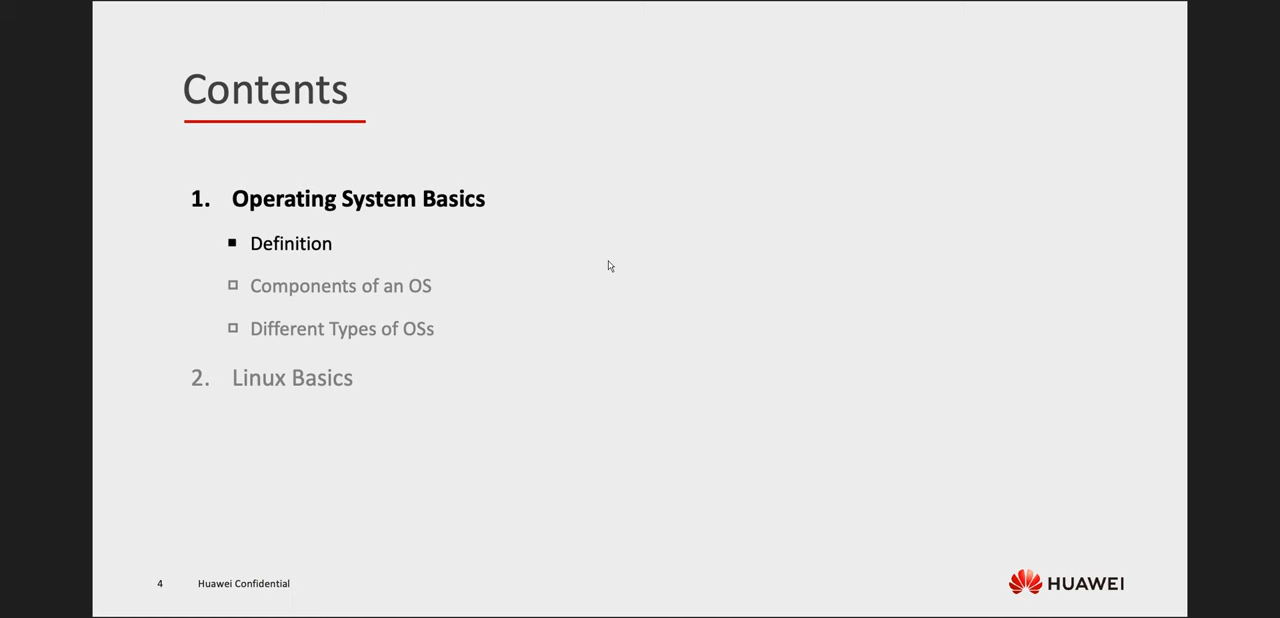 Contents
1. Operating System Basics
Definition
Components of an OS
Different Types of OSs
2. Linux Basics
4 Huawei Confidential
HUAWEI